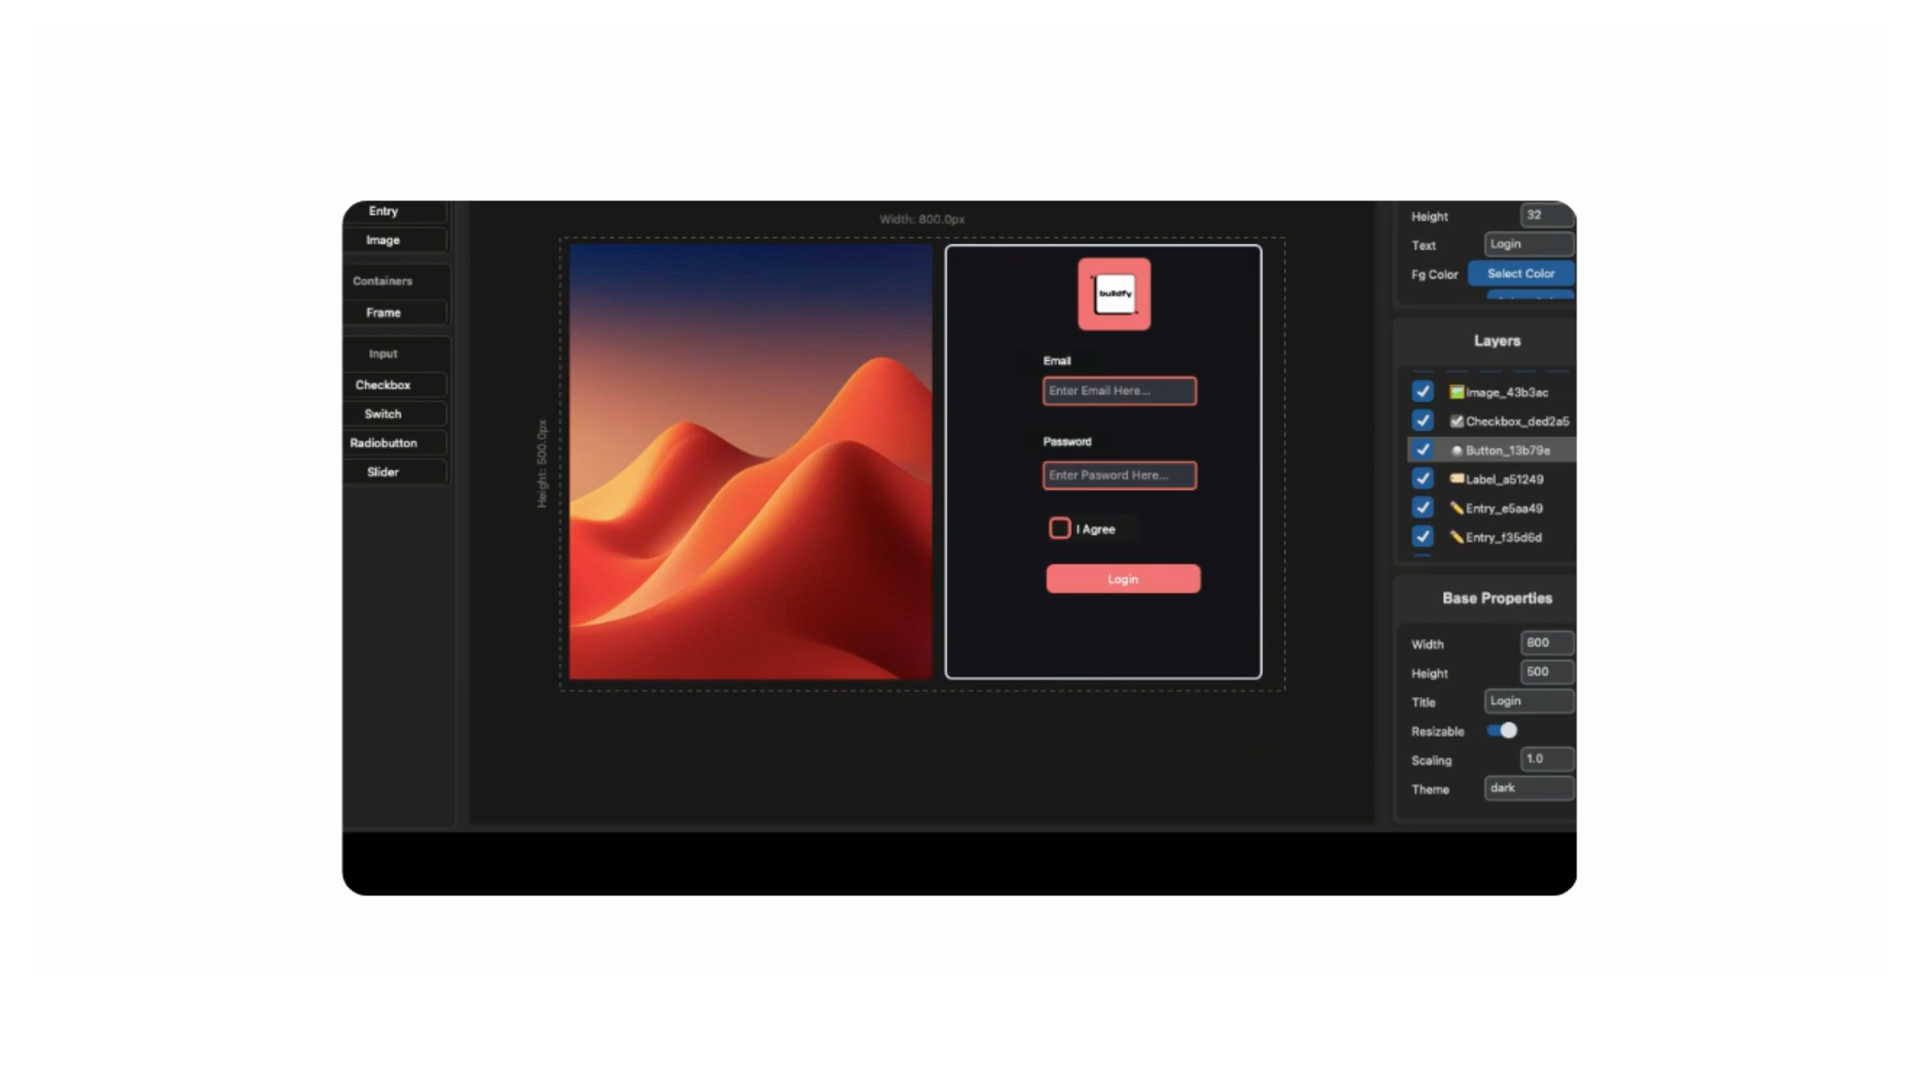 Entry
Image
Containers
Frame
Input
Checkbox
Switch
Radiobutton
Slider
Width: 800.0px
Height: 500.0px
buildfy
Email
Enter Email Here...
Password
Enter Pasword Here...
I Agree
Login
Height 32
Text Login
Fg Color Select Color
Layers
Image_43b3ac
Checkbox_ded2a5
Button_13b79e
Label_a51249
Entry_e5aa49
Entry_f35d6d
Base Properties
Width 800
Height 500
Title Login
Resizable
Scaling 1.0
Theme dark